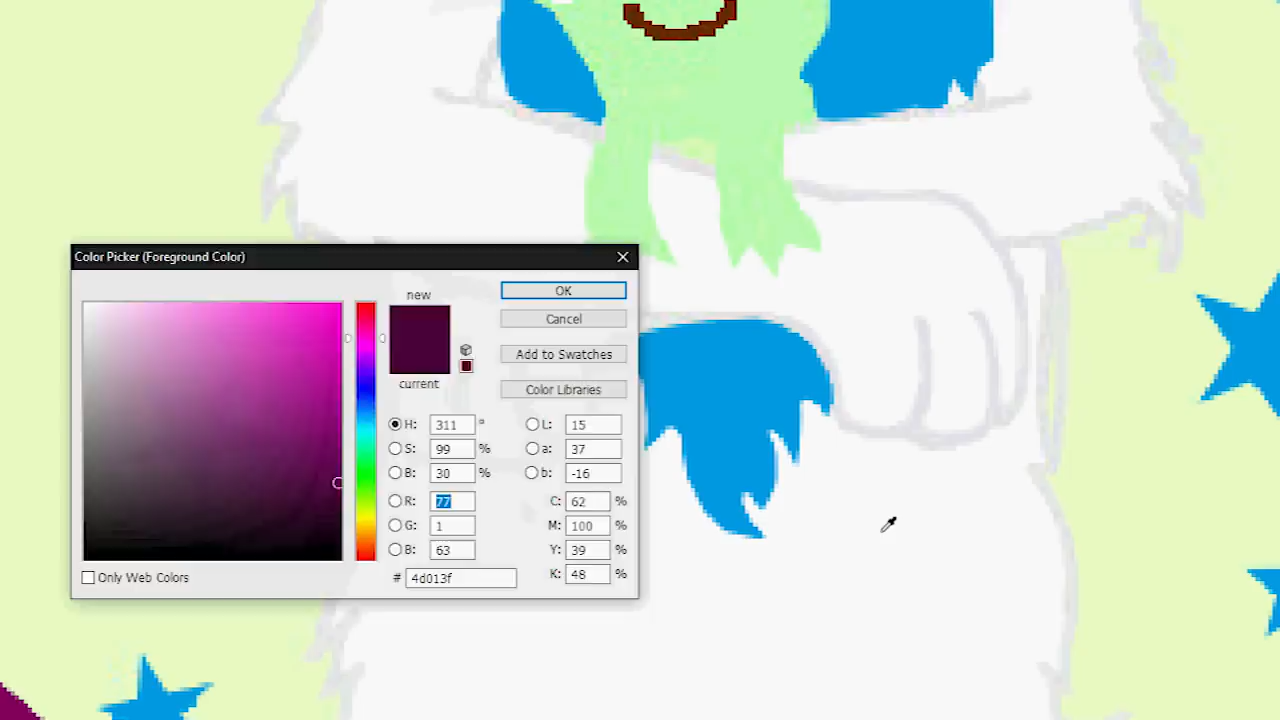 Color Picker (Foreground Color)
new
current
OK
Cancel
Add to Swatches
Color Libraries
H: 311 °
S: 99 %
B: 30 %
R: 77
G: 1
B: 63
L: 15
a: 37
b: -16
C: 62 %
M: 100 %
Y: 39 %
K: 48 %
# 4d013f
Only Web Colors